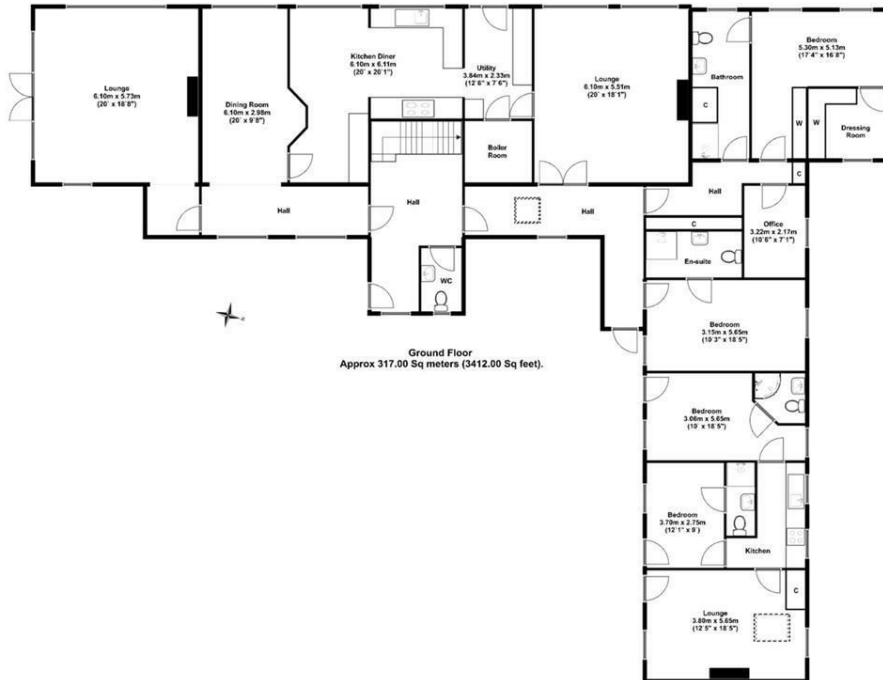 Lounge
6.10m x 5.73m
(20' x 18'8")
Dining Room
6.10m x 2.98m
(20' x 9'8")
Kitchen Diner
6.10m x 6.11m
(20' x 20'1")
Utility
3.84m x 2.33m
(12'6" x 7'6")
Lounge
6.10m x 5.51m
(20' x 18'1")
Bathroom
C
Bedroom
5.30m x 5.13m
(17'4" x 16'8")
W
W
Dressing
Room
Boiler
Room
Hall
Hall
Hall
Hall
C
C
Office
3.22m x 2.17m
(10'6" x 7'1")
En-suite
WC
Bedroom
3.15m x 5.65m
(10'3" x 18'5")
Ground Floor
Approx 317.00 Sq meters (3412.00 Sq feet).
Bedroom
3.06m x 5.65m
(10' x 18'5")
Bedroom
3.70m x 2.75m
(12'1" x 9')
Kitchen
C
Lounge
3.80m x 5.65m
(12'5" x 18'5")